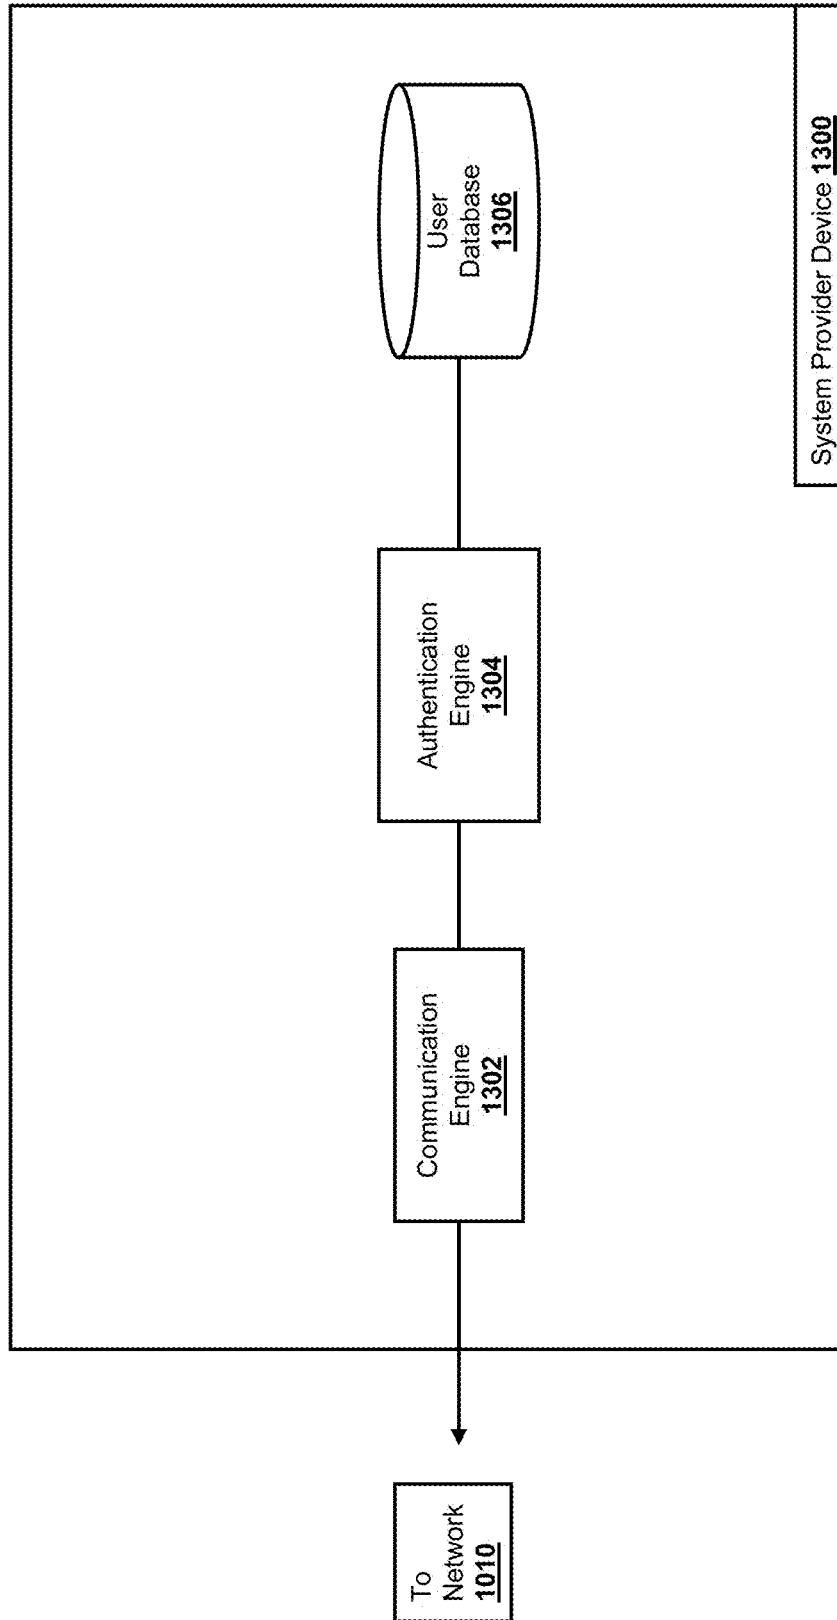 To
Network
1010
Communication
Engine
1302
Authentication
Engine
1304
User
Database
1306
System Provider Device 1300